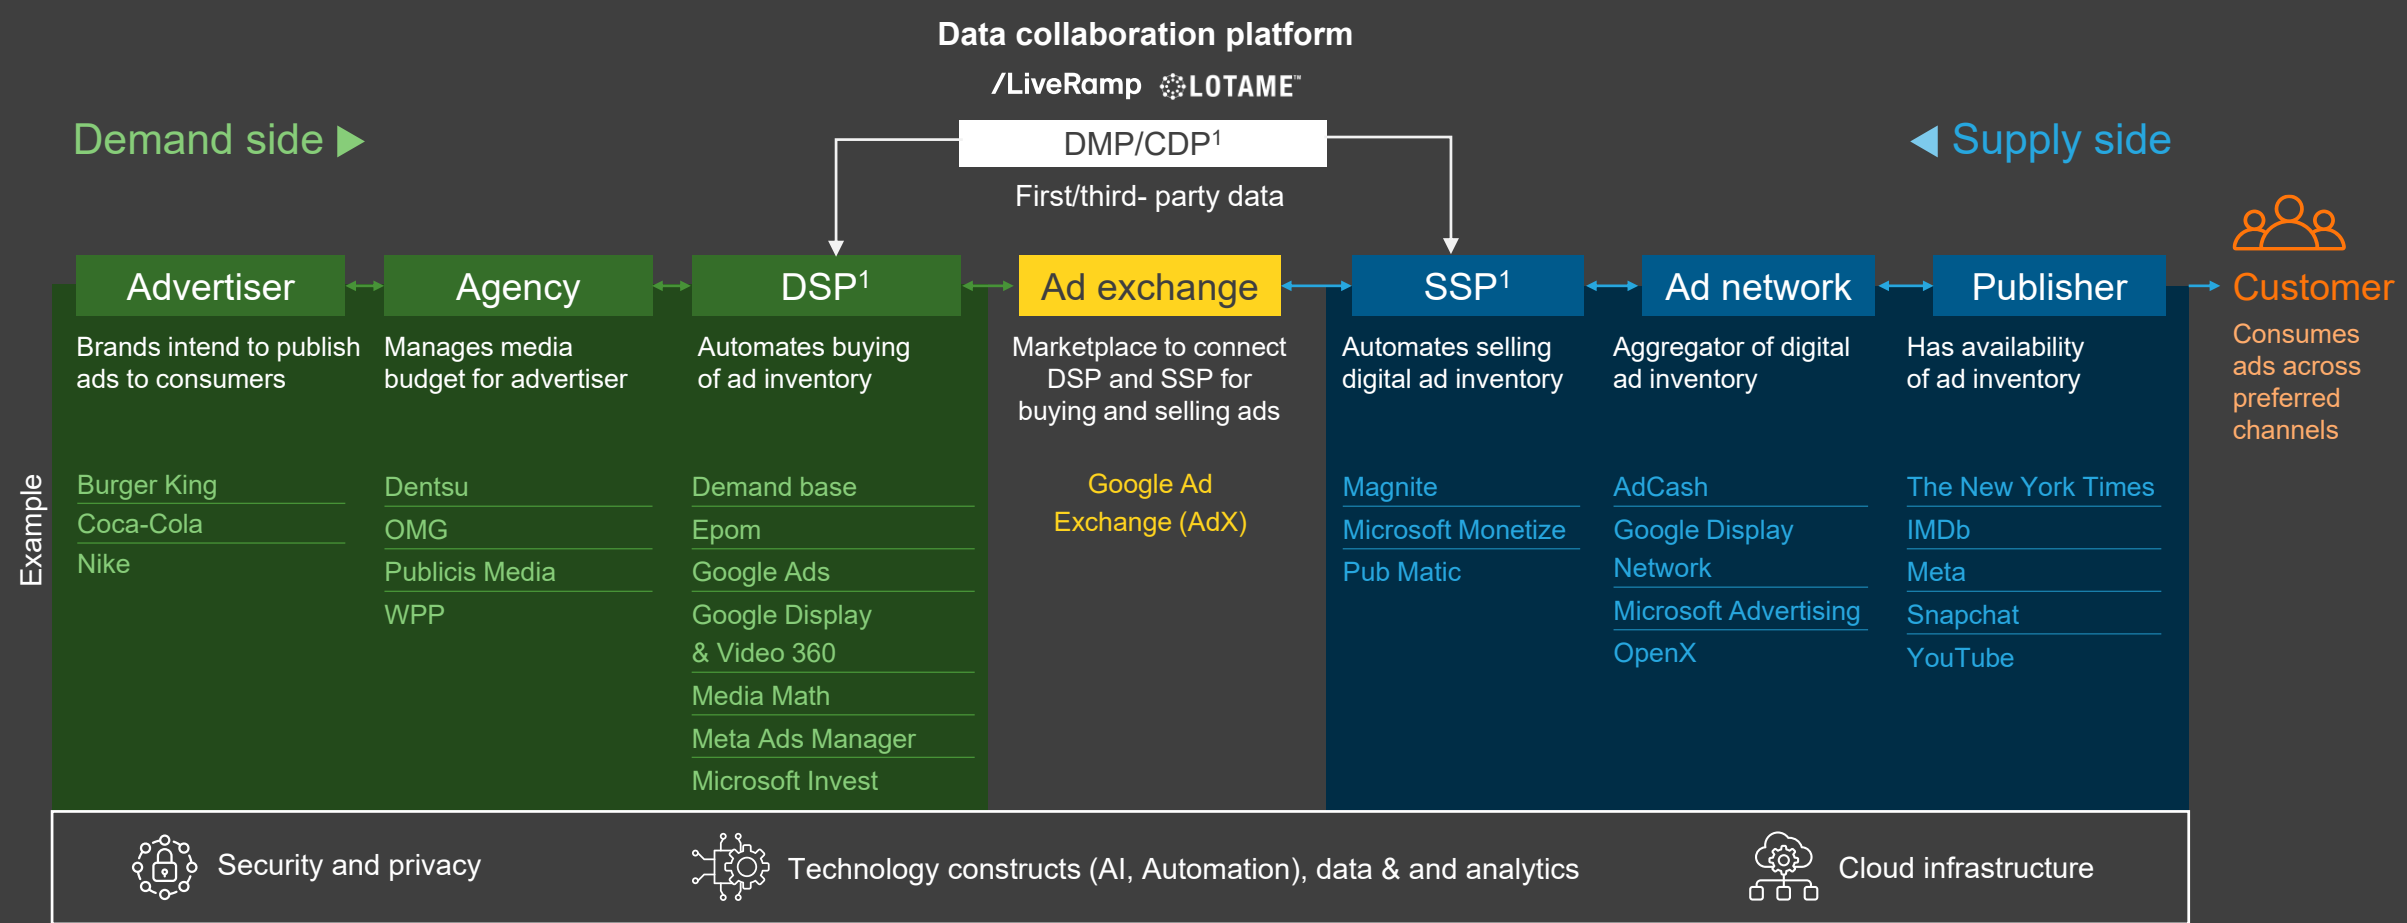 Data collaboration platform
/LiveRamp LOTAME™
Demand side
DMP/CDP¹
First/third- party data
Supply side
Advertiser
Brands intend to publish
ads to consumers
Agency
Manages media
budget for advertiser
DSP¹
Automates buying
of ad inventory
Ad exchange
Marketplace to connect
DSP and SSP for
buying and selling ads
SSP¹
Automates selling
digital ad inventory
Ad network
Aggregator of digital
ad inventory
Publisher
Has availability
of ad inventory
Customer
Consumes
ads across
preferred
channels
Example
Burger King
Coca-Cola
Nike
Dentsu
OMG
Publicis Media
WPP
Demand base
Epom
Google Ads
Google Display
& Video 360
Media Math
Meta Ads Manager
Microsoft Invest
Google Ad
Exchange (AdX)
Magnite
Microsoft Monetize
Pub Matic
AdCash
Google Display
Network
Microsoft Advertising
OpenX
The New York Times
IMDb
Meta
Snapchat
YouTube
Security and privacy
Technology constructs (AI, Automation), data & and analytics
Cloud infrastructure